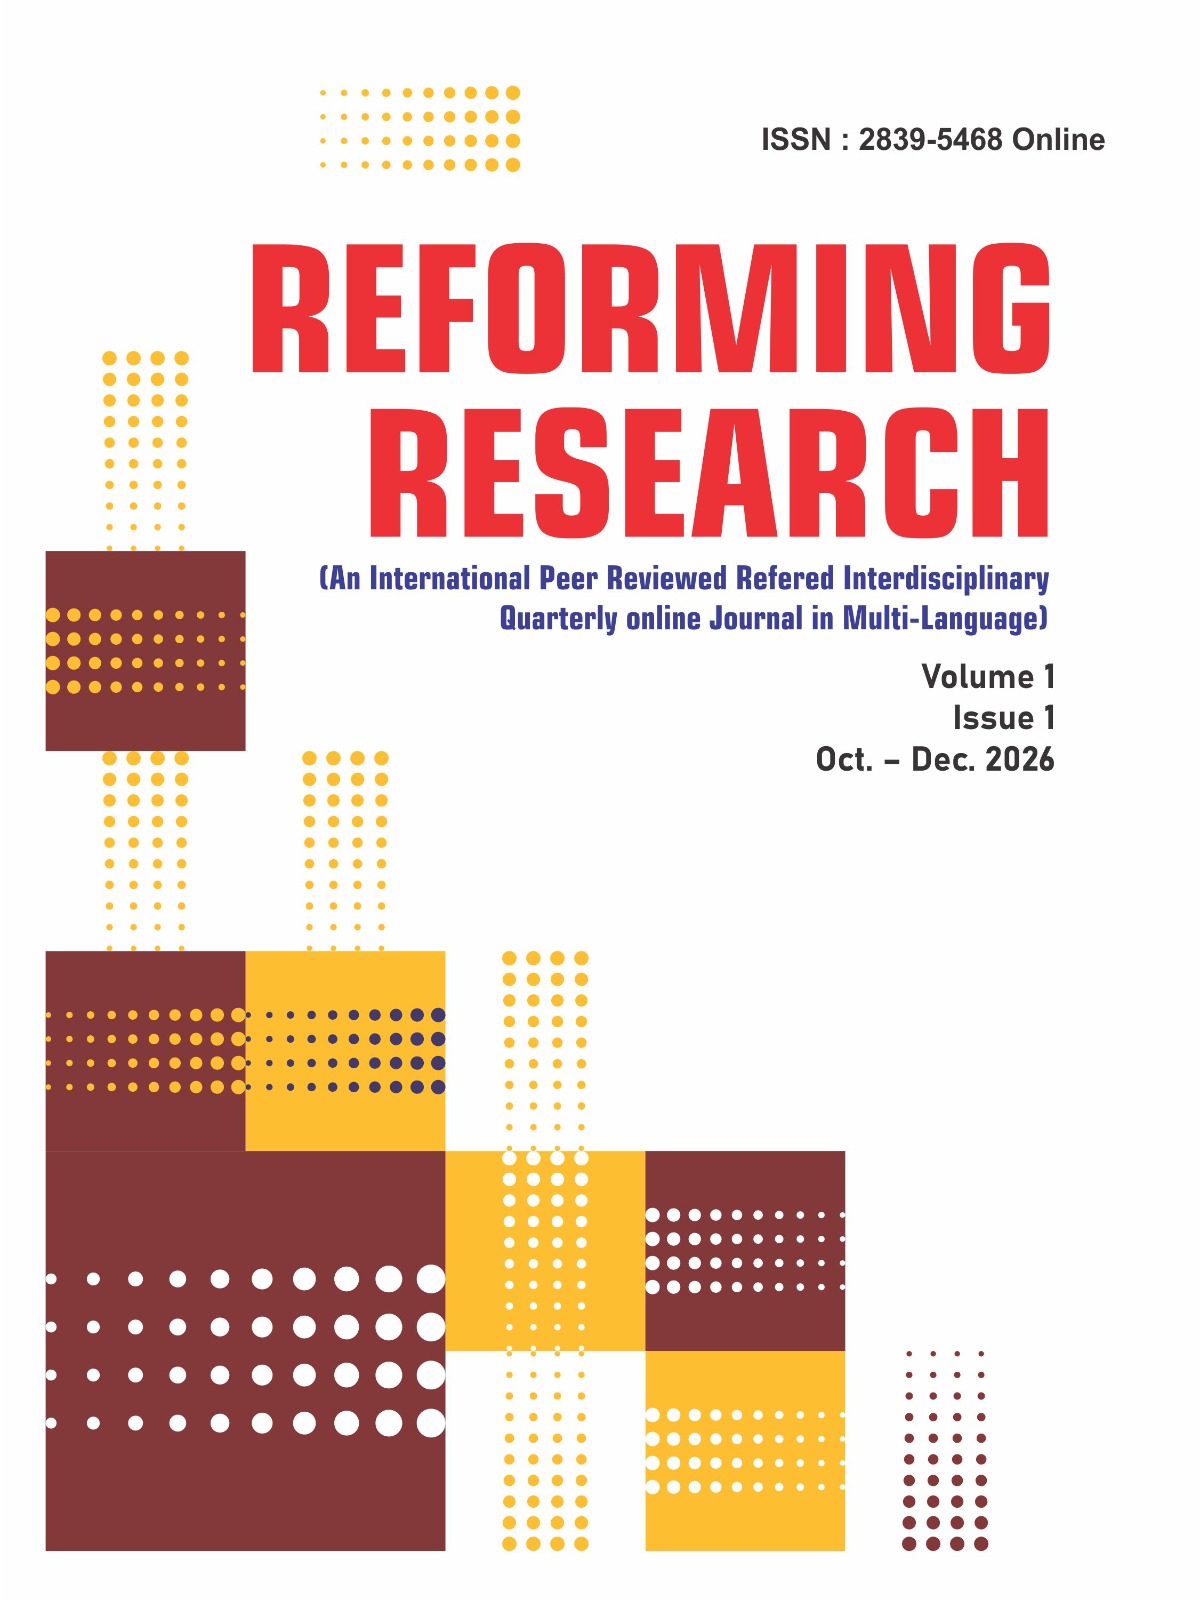 ISSN : 2839-5468 Online
REFORMING
RESEARCH
(An International Peer Reviewed Refered Interdisciplinary
Quarterly online Journal in Multi-Language)
Volume 1
Issue 1
Oct. – Dec. 2026